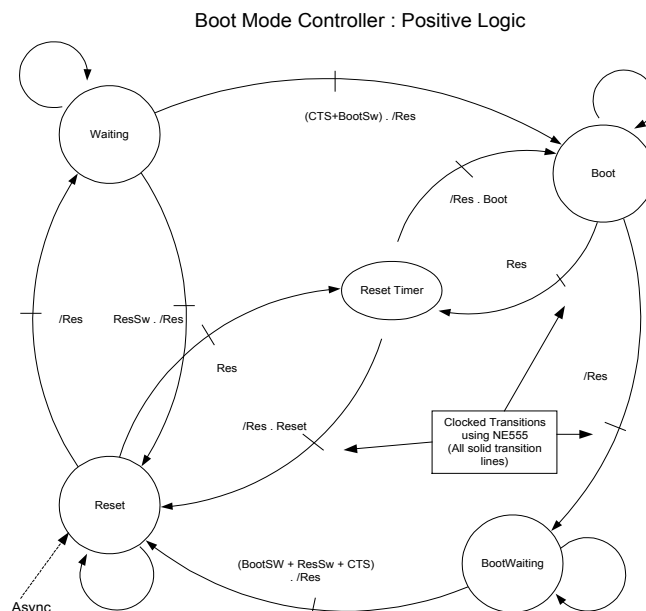 Boot Mode Controller : Positive Logic
(CTS+BootSw) . /Res
Waiting
Boot
/Res . Boot
Res
Reset Timer
/Res
ResSw . /Res
Res
/Res
/Res . Reset
Clocked Transitions
using NE555
(All solid transition
lines)
Reset
BootWaiting
(BootSW + ResSw + CTS)
. /Res
Async